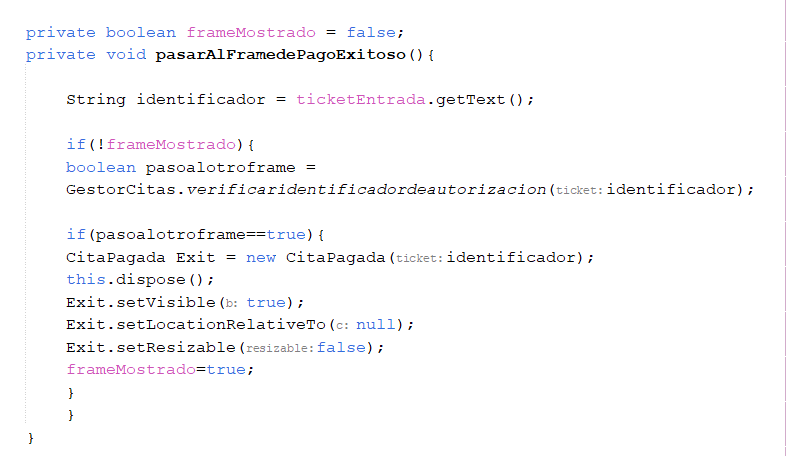 private boolean frameMostrado = false;
private void pasarAlFramedePagoExitoso(){
String identificador = ticketEntrada.getText();
if(!frameMostrado){
boolean pasoalotroframe =
GestorCitas.verificaridentificadordeautorizacion(ticket: identificador);
if(pasoalotroframe==true){
CitaPagada Exit = new CitaPagada(ticket: identificador);
this.dispose();
Exit.setVisible(b: true);
Exit.setLocationRelativeTo(c: null);
Exit.setResizable(resizable: false);
frameMostrado=true;
}
}
}